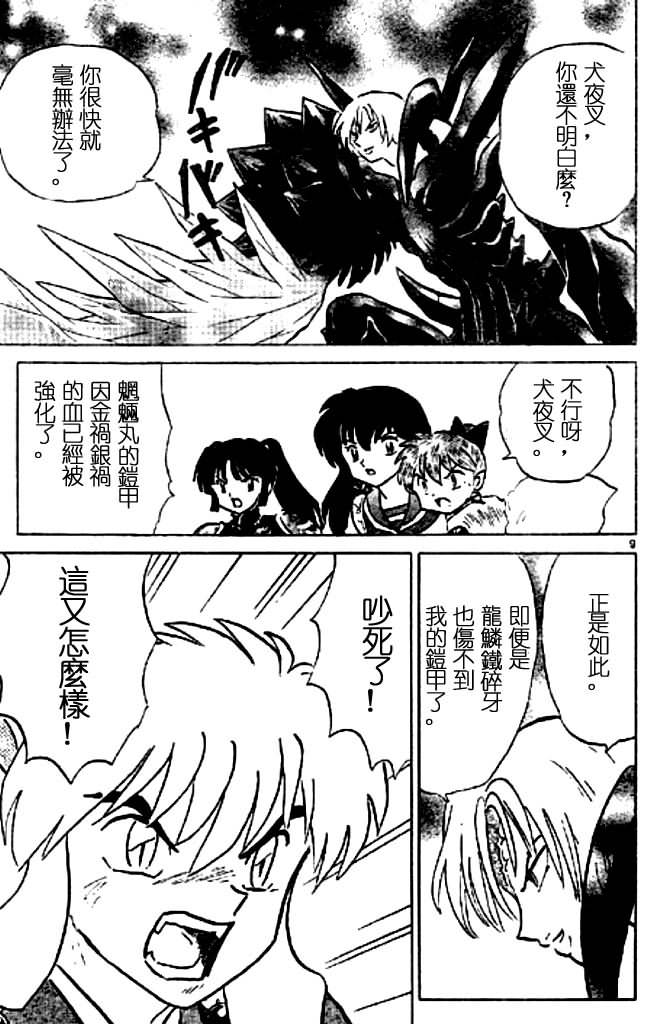 犬夜叉，
你還不明白麼？
你很快就
毫無辦法了。
バキ
バキ
不行呀，
犬夜叉。
魍魎丸的鎧甲
因金禍銀禍
的血已經被
強化了。
9
正是如此。
即便是
龍鱗鐵碎牙
也傷不到
我的鎧甲了。
吵死了！
這又怎麼樣！